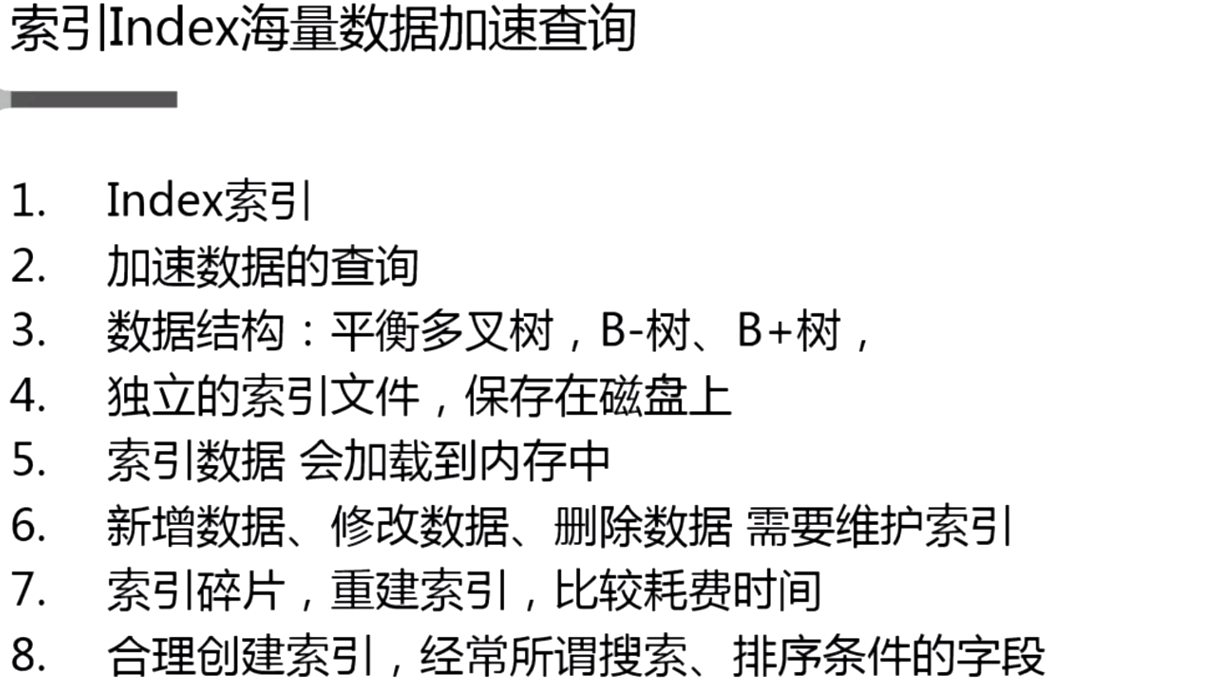 索引Index海量数据加速查询
1. Index索引
2. 加速数据的查询
3. 数据结构：平衡多叉树，B-树、B+树，
4. 独立的索引文件，保存在磁盘上
5. 索引数据 会加载到内存中
6. 新增数据、修改数据、删除数据 需要维护索引
7. 索引碎片，重建索引，比较耗费时间
8. 合理创建索引，经常所谓搜索、排序条件的字段